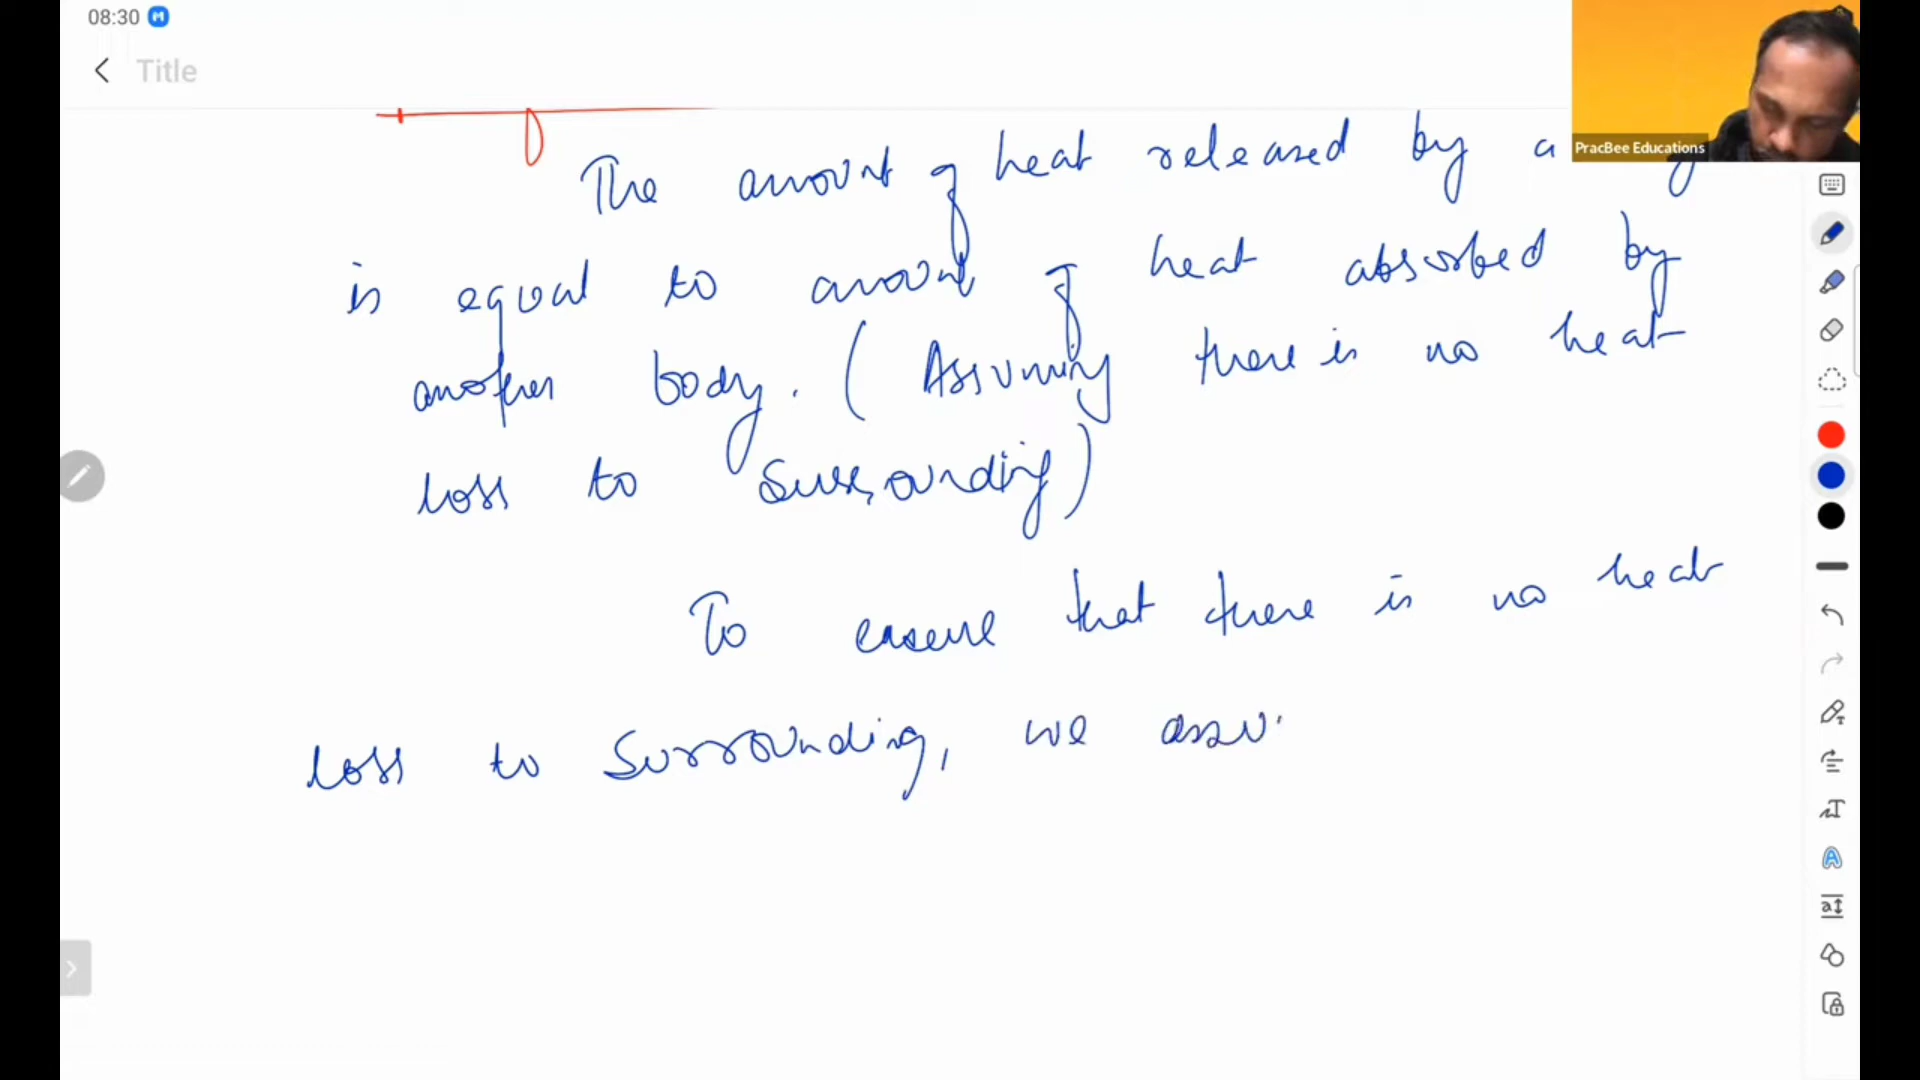 08:30
Title
PracBee Educations
The amount of heat released by a
is equal to amount of heat absorbed by
another body. (Assuming there is no heat
loss to Surrounding)
To ensure that there is no heat
loss to Surrounding, we assu